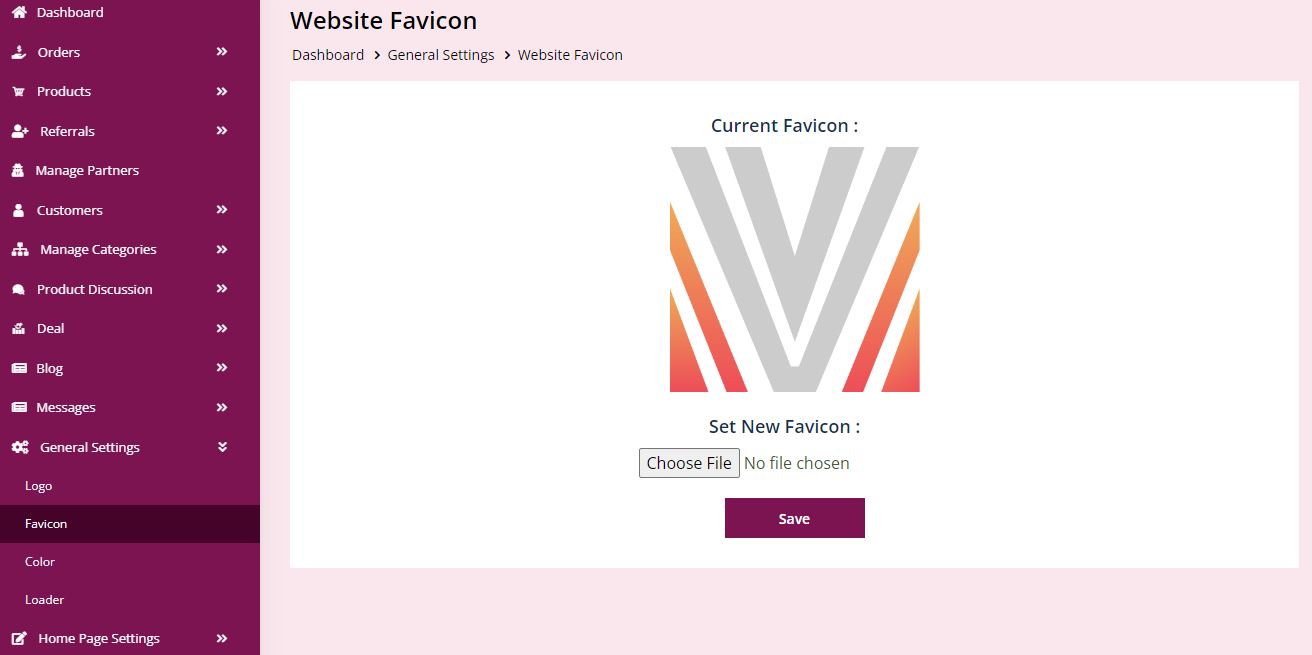 Dashboard
Orders
Products
Referrals
Manage Partners
Customers
Manage Categories
Product Discussion
Deal
Blog
Messages
General Settings
Logo
Favicon
Color
Loader
Home Page Settings
Website Favicon
Dashboard > General Settings > Website Favicon
Current Favicon :
Set New Favicon :
Choose File No file chosen
Save